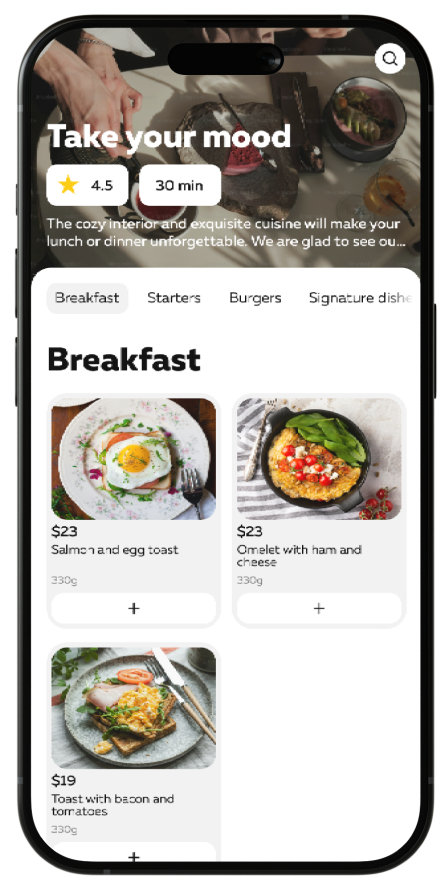 Take your mood
4.5
30 min
The cozy interior and exquisite cuisine will make your
lunch or dinner unforgettable. We are glad to see ou...
Breakfast
Starters
Burgers
Signature dishe
Breakfast
$23
Salmon and egg toast
330g
+
$23
Omelet with ham and
cheese
330g
+
$19
Toast with bacon and
tomatoes
330g
+